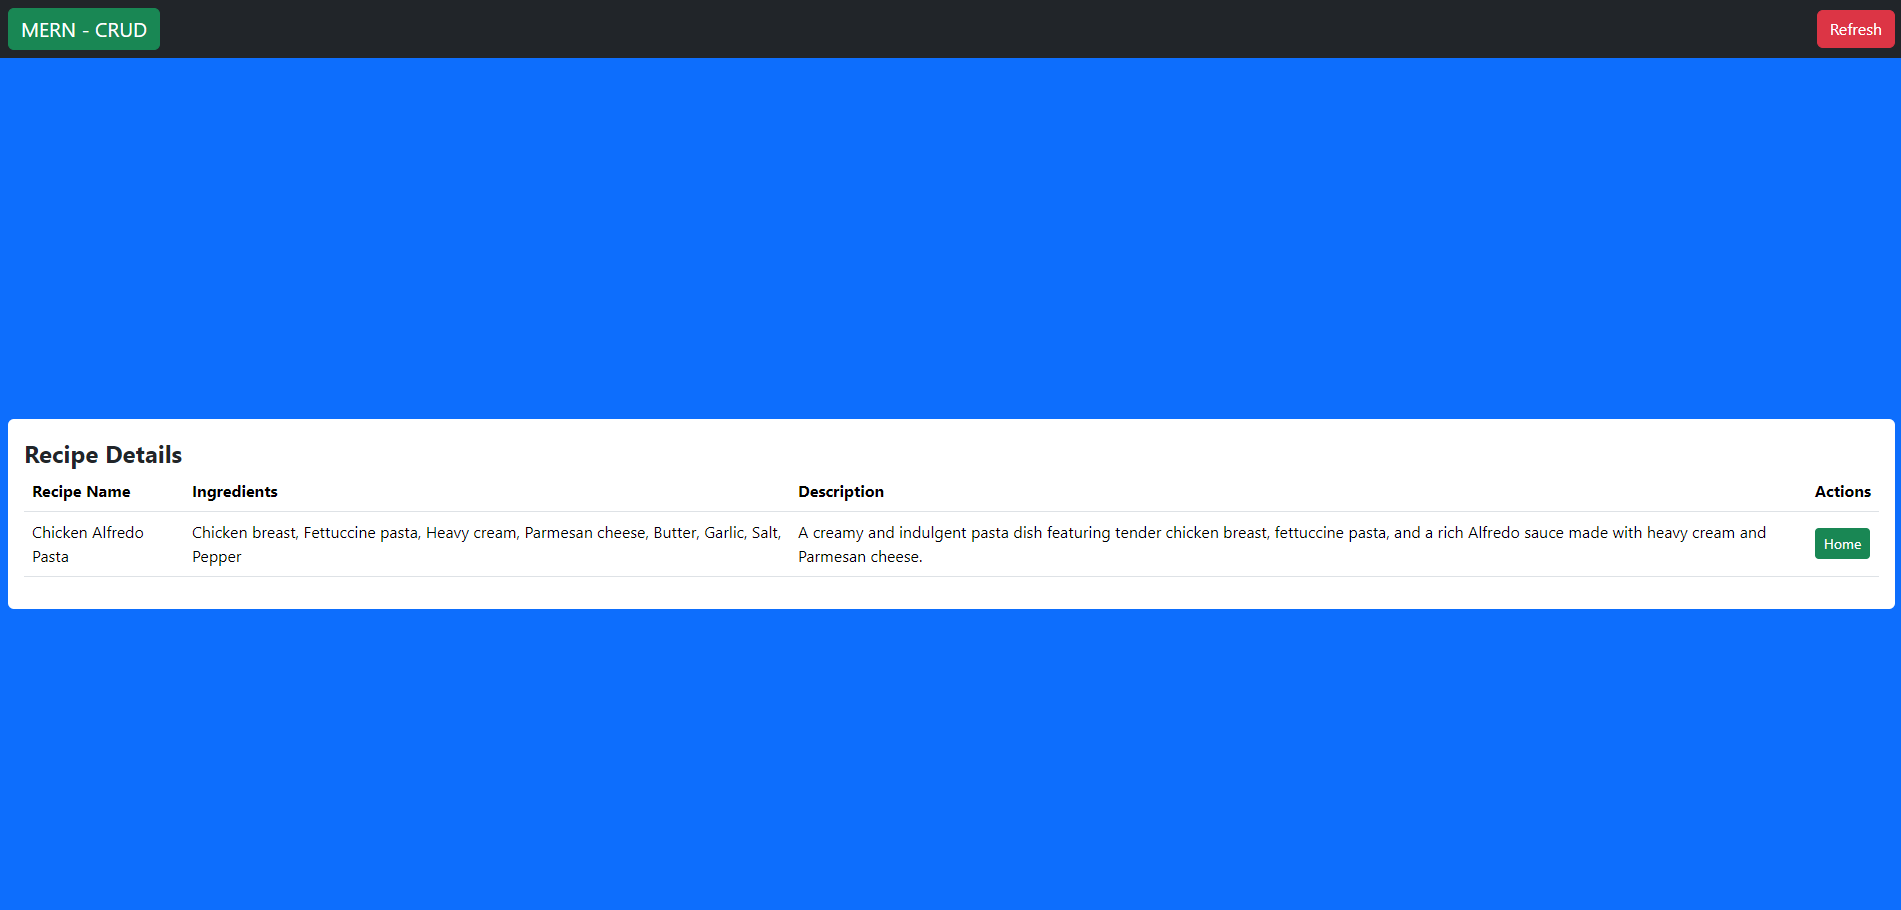 MERN - CRUD
Refresh
Recipe Details
Recipe Name Ingredients Description Actions
Chicken Alfredo Pasta
Chicken breast, Fettuccine pasta, Heavy cream, Parmesan cheese, Butter, Garlic, Salt,
Pepper
A creamy and indulgent pasta dish featuring tender chicken breast, fettuccine pasta, and a rich Alfredo sauce made with heavy cream and
Parmesan cheese.
Home